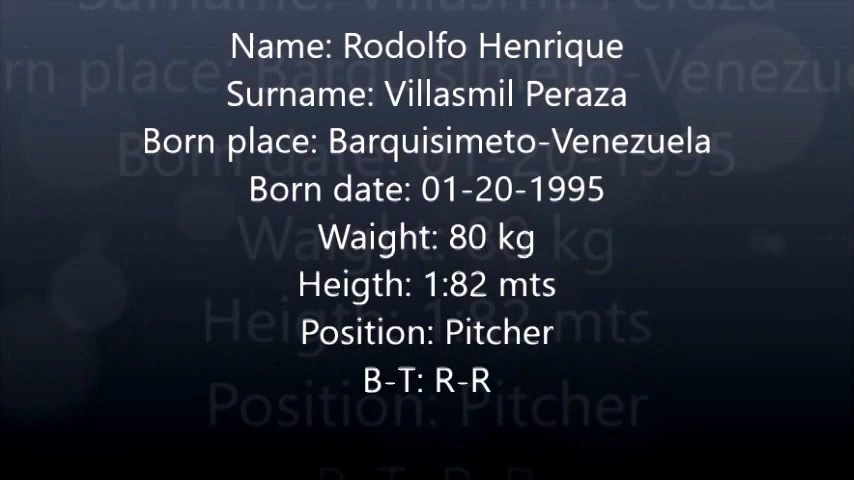 Name: Rodolfo Henrique
Surname: Villasmil Peraza
Born place: Barquisimeto-Venezuela
Born date: 01-20-1995
Waight: 80 kg
Heigth: 1:82 mts
Position: Pitcher
B-T: R-R